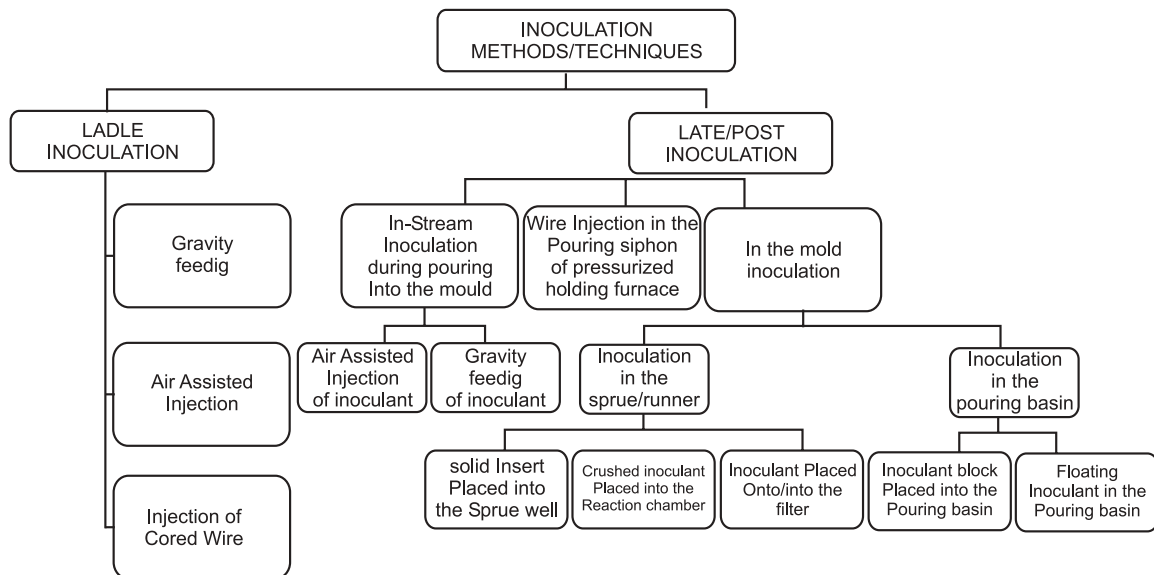 INOCULATION
METHODS/TECHNIQUES
LADLE
INOCULATION
LATE/POST
INOCULATION
Gravity
feedig
Air Assisted
Injection
Injection of
Cored Wire
In-Stream
Inoculation
during pouring
Into the mould
Wire Injection in the
Pouring siphon
of pressurized
holding furnace
In the mold
inoculation
Air Assisted
Injection
of inoculant
Gravity
feedig
of inoculant
Inoculation
in the
sprue/runner
Inoculation
in the
pouring basin
solid Insert
Placed into
the Sprue well
Crushed inoculant
Placed into the
Reaction chamber
Inoculant Placed
Onto/into the
filter
Inoculant block
Placed into the
Pouring basin
Floating
Inoculant in the
Pouring basin